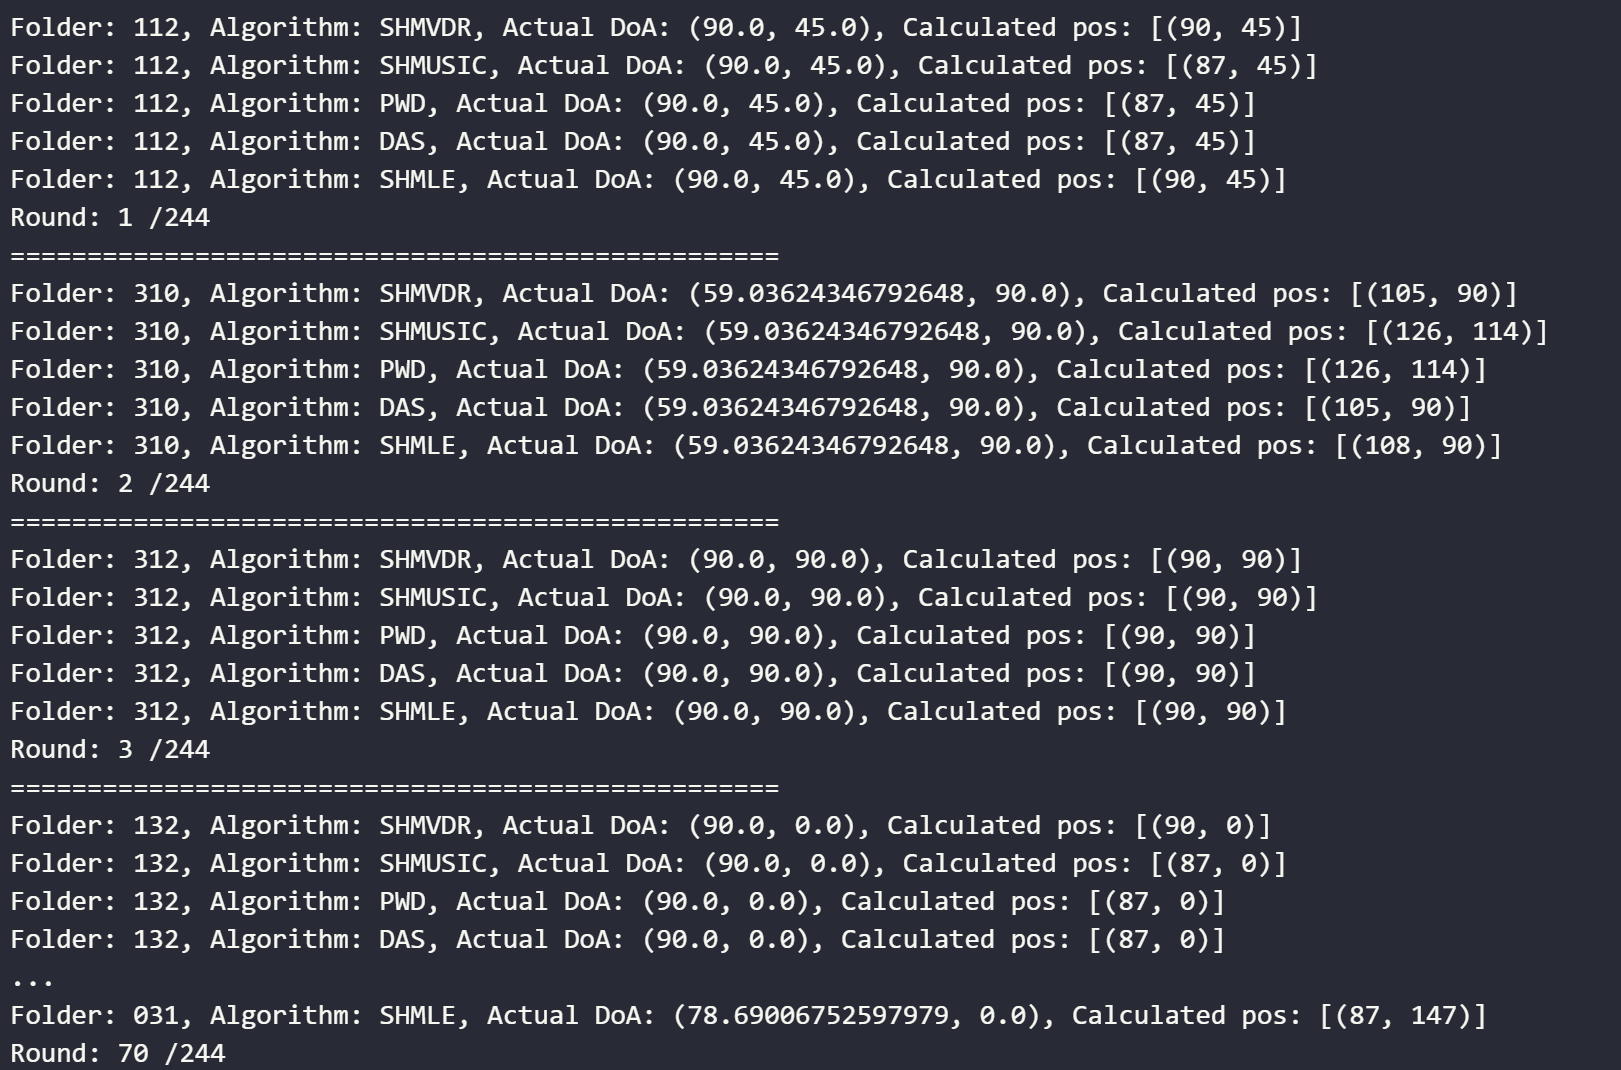 Folder: 112, Algorithm: SHMVDR, Actual DoA: (90.0, 45.0), Calculated pos: [(90, 45)]
Folder: 112, Algorithm: SHMUSIC, Actual DoA: (90.0, 45.0), Calculated pos: [(87, 45)]
Folder: 112, Algorithm: PWD, Actual DoA: (90.0, 45.0), Calculated pos: [(87, 45)]
Folder: 112, Algorithm: DAS, Actual DoA: (90.0, 45.0), Calculated pos: [(87, 45)]
Folder: 112, Algorithm: SHMLE, Actual DoA: (90.0, 45.0), Calculated pos: [(90, 45)]
Round: 1 /244
==================================================
Folder: 310, Algorithm: SHMVDR, Actual DoA: (59.03624346792648, 90.0), Calculated pos: [(105, 90)]
Folder: 310, Algorithm: SHMUSIC, Actual DoA: (59.03624346792648, 90.0), Calculated pos: [(126, 114)]
Folder: 310, Algorithm: PWD, Actual DoA: (59.03624346792648, 90.0), Calculated pos: [(126, 114)]
Folder: 310, Algorithm: DAS, Actual DoA: (59.03624346792648, 90.0), Calculated pos: [(105, 90)]
Folder: 310, Algorithm: SHMLE, Actual DoA: (59.03624346792648, 90.0), Calculated pos: [(108, 90)]
Round: 2 /244
==================================================
Folder: 312, Algorithm: SHMVDR, Actual DoA: (90.0, 90.0), Calculated pos: [(90, 90)]
Folder: 312, Algorithm: SHMUSIC, Actual DoA: (90.0, 90.0), Calculated pos: [(90, 90)]
Folder: 312, Algorithm: PWD, Actual DoA: (90.0, 90.0), Calculated pos: [(90, 90)]
Folder: 312, Algorithm: DAS, Actual DoA: (90.0, 90.0), Calculated pos: [(90, 90)]
Folder: 312, Algorithm: SHMLE, Actual DoA: (90.0, 90.0), Calculated pos: [(90, 90)]
Round: 3 /244
==================================================
Folder: 132, Algorithm: SHMVDR, Actual DoA: (90.0, 0.0), Calculated pos: [(90, 0)]
Folder: 132, Algorithm: SHMUSIC, Actual DoA: (90.0, 0.0), Calculated pos: [(87, 0)]
Folder: 132, Algorithm: PWD, Actual DoA: (90.0, 0.0), Calculated pos: [(87, 0)]
Folder: 132, Algorithm: DAS, Actual DoA: (90.0, 0.0), Calculated pos: [(87, 0)]
...
Folder: 031, Algorithm: SHMLE, Actual DoA: (78.69006752597979, 0.0), Calculated pos: [(87, 147)]
Round: 70 /244